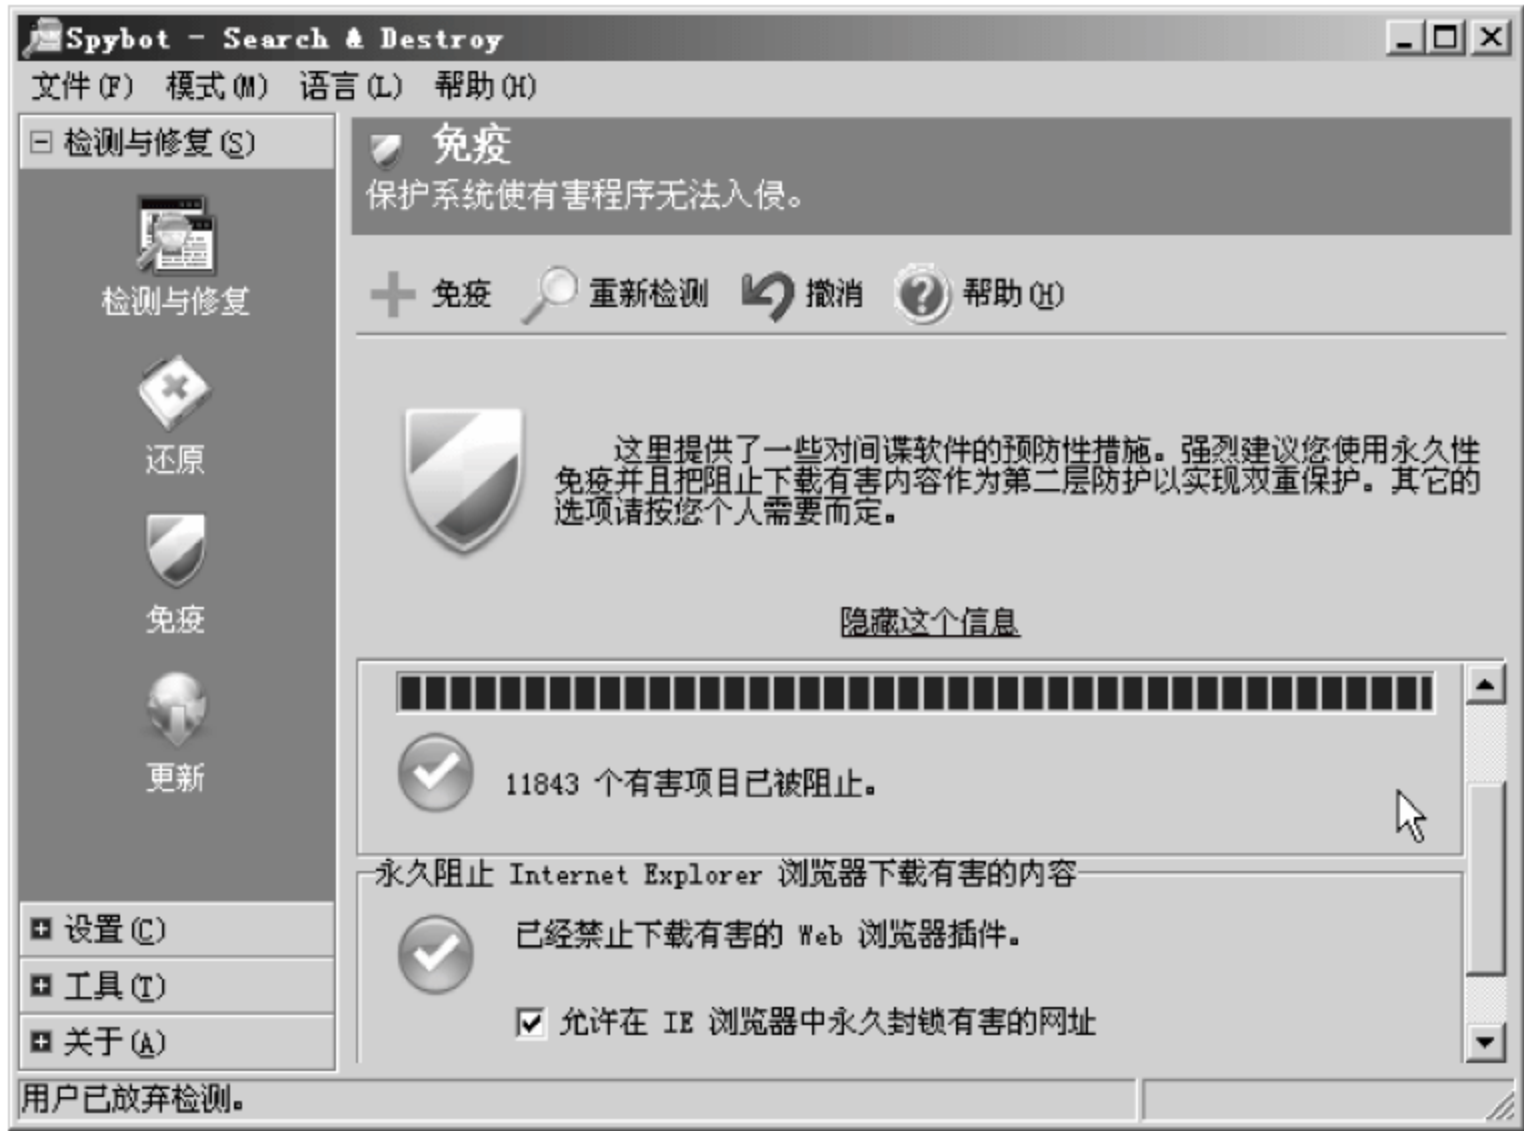 Spybot - Search & Destroy
文件(F) 模式(M) 语言(L) 帮助(H)
检测与修复(S)
检测与修复
还原
免疫
更新
设置(C)
工具(T)
关于(A)
免疫
保护系统使有害程序无法入侵。
免疫 重新检测 撤消 帮助(H)
这里提供了一些对间谍软件的预防性措施。强烈建议您使用永久性
免疫并且把阻止下载有害内容作为第二层防护以实现双重保护。其它的
选项请按您个人需要而定。
隐藏这个信息
11843 个有害项目已被阻止。
永久阻止 Internet Explorer 浏览器下载有害的内容
已经禁止下载有害的 Web 浏览器插件。
允许在 IE 浏览器中永久封锁有害的网址
用户已放弃检测。